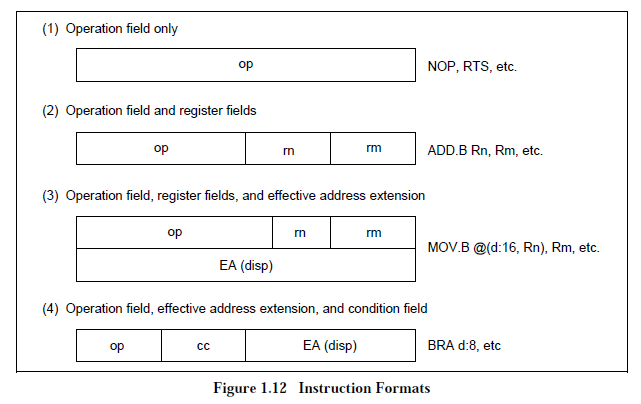 (1) Operation field only
op
NOP, RTS, etc.
(2) Operation field and register fields
op rn rm
ADD.B Rn, Rm, etc.
(3) Operation field, register fields, and effective address extension
op rn rm
EA (disp)
MOV.B @(d:16, Rn), Rm, etc.
(4) Operation field, effective address extension, and condition field
op cc EA (disp)
BRA d:8, etc
Figure 1.12 Instruction Formats